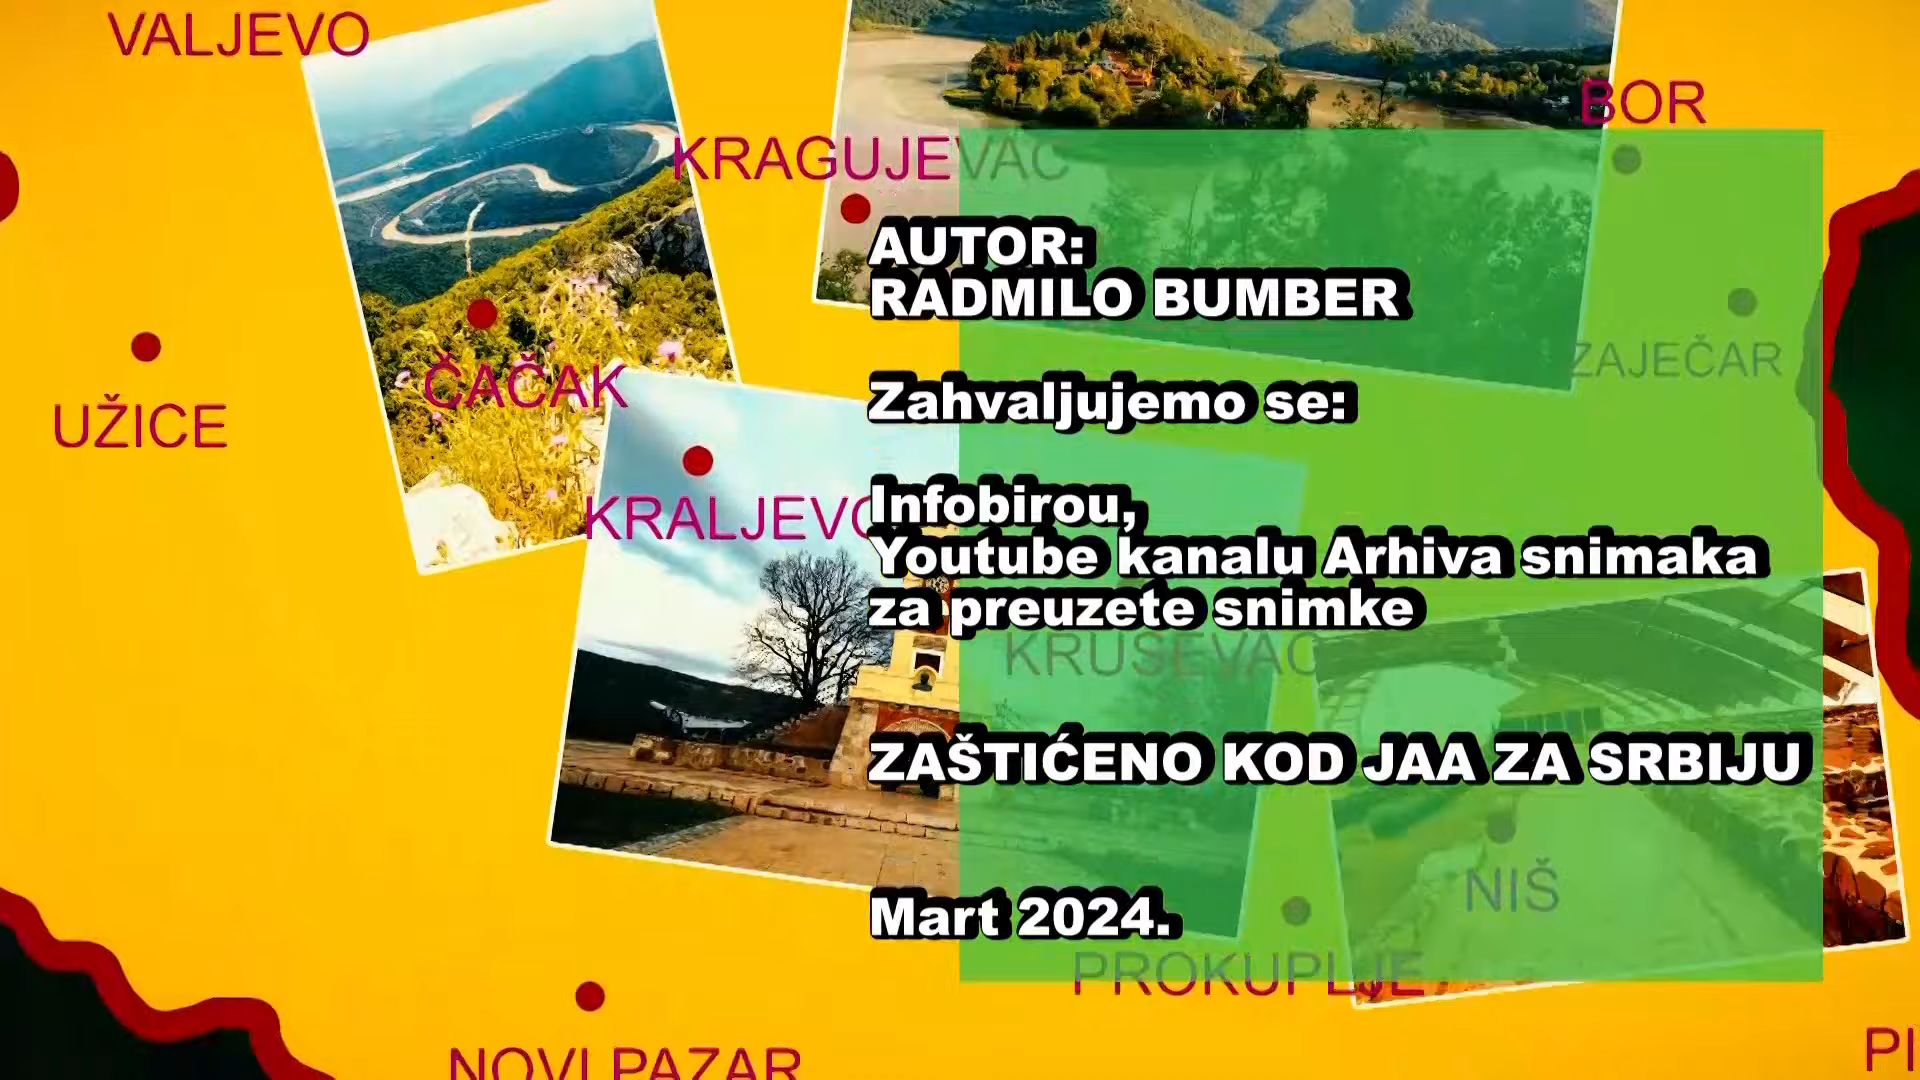 VALJEVO
BOR
KRAGUJEVAC
AUTOR:
RADMILO BUMBER
ZAJEČAR
ČAČAK
Zahvaljujemo se:
UŽICE
KRALJEVO
Infobirou,
Youtube kanalu Arhiva snimaka
za preuzete snimke
KRUŠEVAC
ZAŠTIĆENO KOD JAA ZA SRBIJU
NIŠ
Mart 2024.
PROKUPLJE
NOVI PAZAR
PI